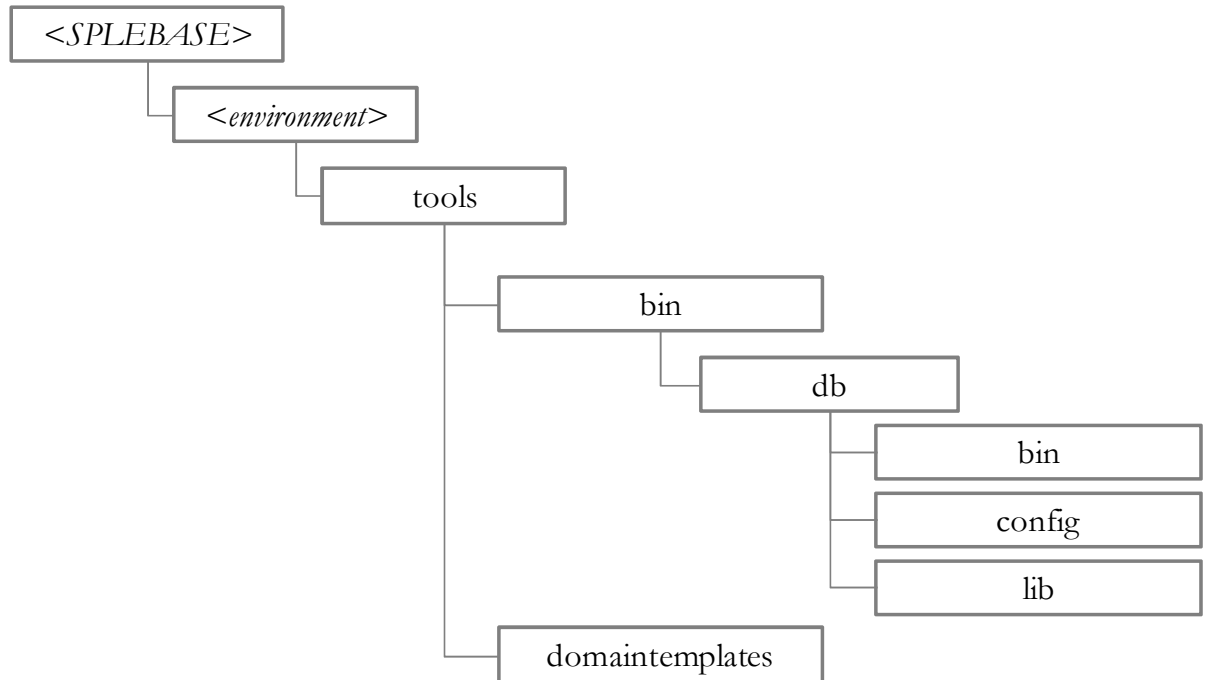 <SPLEBASE>
<environment>
tools
bin
db
bin
config
lib
domaintemplates